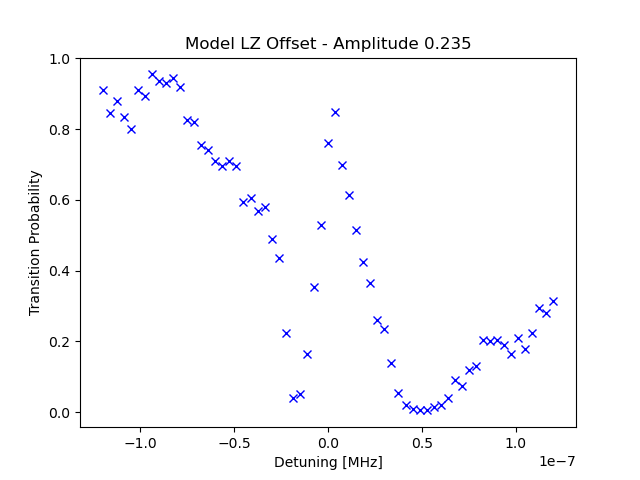 Model LZ Offset - Amplitude 0.235
1.0
0.8
0.6
0.4
0.2
0.0
Transition Probability
−1.0 −0.5 0.0 0.5 1.0
1e−7
Detuning [MHz]